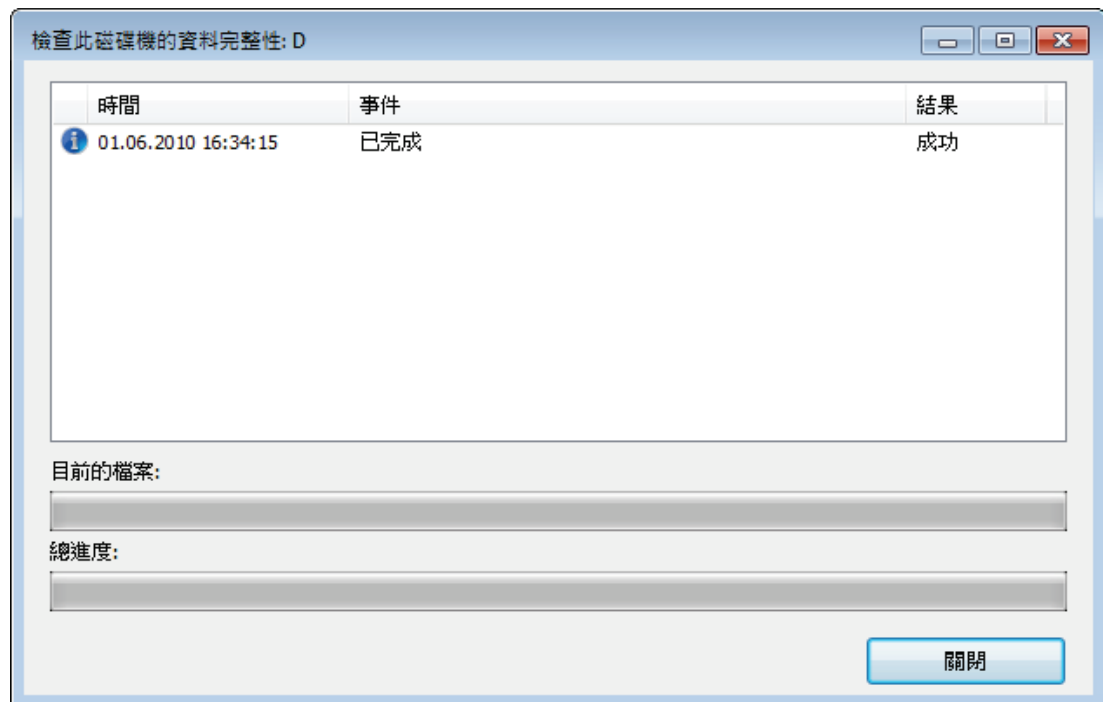 檢查此磁碟機的資料完整性: D
時間 事件 結果
01.06.2010 16:34:15 已完成 成功
目前的檔案:
總進度:
關閉